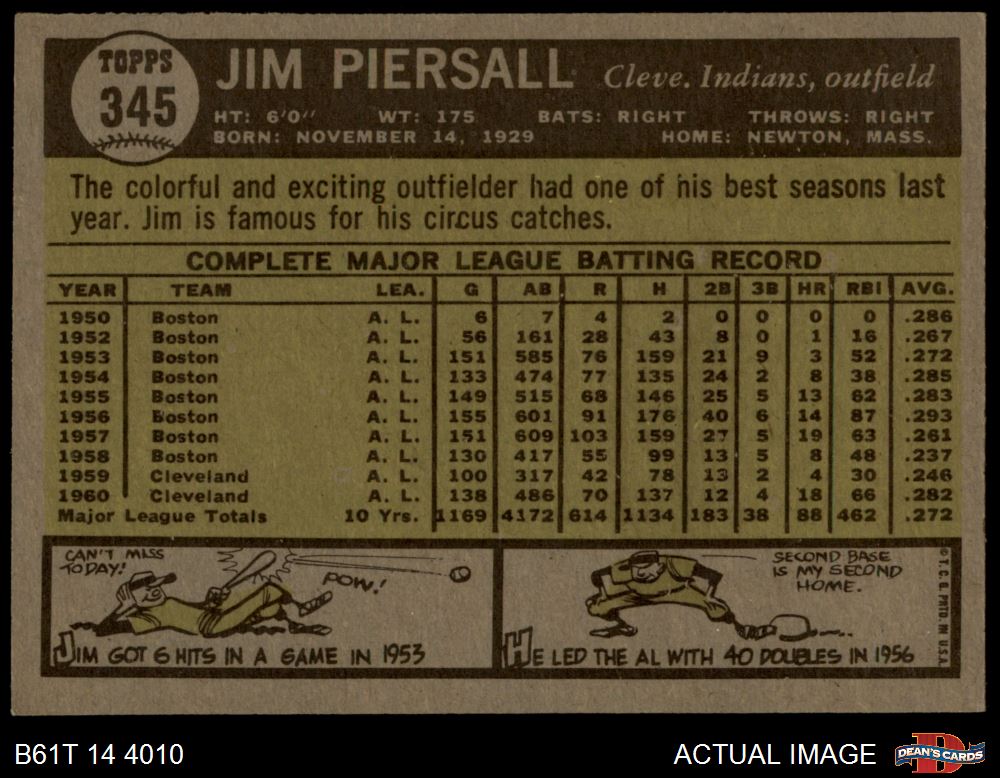 TOPPS
345
JIM PIERSALL Cleve. Indians, outfield
HT: 6'0" WT: 175 BATS: RIGHT THROWS: RIGHT
BORN: NOVEMBER 14, 1929 HOME: NEWTON, MASS.
The colorful and exciting outfielder had one of his best seasons last
year. Jim is famous for his circus catches.
COMPLETE MAJOR LEAGUE BATTING RECORD
YEAR TEAM LEA. G AB R H 2B 3B HR RBI AVG.
1950 Boston A. L. 6 7 4 2 0 0 0 0 .286
1952 Boston A. L. 56 161 28 43 8 0 1 16 .267
1953 Boston A. L. 151 585 76 159 21 9 3 52 .272
1954 Boston A. L. 133 474 77 135 24 2 8 38 .285
1955 Boston A. L. 149 515 68 146 25 5 13 62 .283
1956 Boston A. L. 155 601 91 176 40 6 14 87 .293
1957 Boston A. L. 151 609 103 159 27 5 19 63 .261
1958 Boston A. L. 130 417 55 99 13 5 8 48 .237
1959 Cleveland A. L. 100 317 42 78 13 2 4 30 .246
1960 Cleveland A. L. 138 486 70 137 12 4 18 66 .282
Major League Totals 10 Yrs. 1169 4172 614 1134 183 38 88 462 .272
CAN'T MISS
TODAY!
POW!
JIM GOT 6 HITS IN A GAME IN 1953
SECOND BASE
IS MY SECOND
HOME.
HE LED THE AL WITH 40 DOUBLES IN 1956
© T. C. G. PRTD. IN U.S.A.
B61T 14 4010 ACTUAL IMAGE
DEAN'S CARDS